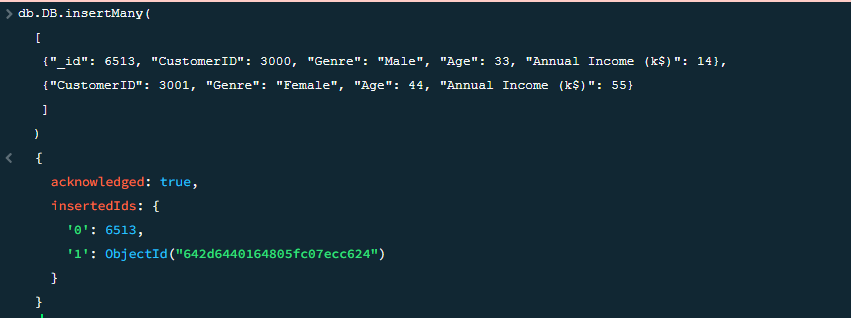 > db.DB.insertMany(
[
{"_id": 6513, "CustomerID": 3000, "Genre": "Male", "Age": 33, "Annual Income (k$)": 14},
{"CustomerID": 3001, "Genre": "Female", "Age": 44, "Annual Income (k$)": 55}
]
)
< {
acknowledged: true,
insertedIds: {
'0': 6513,
'1': ObjectId("642d6440164805fc07ecc624")
}
}